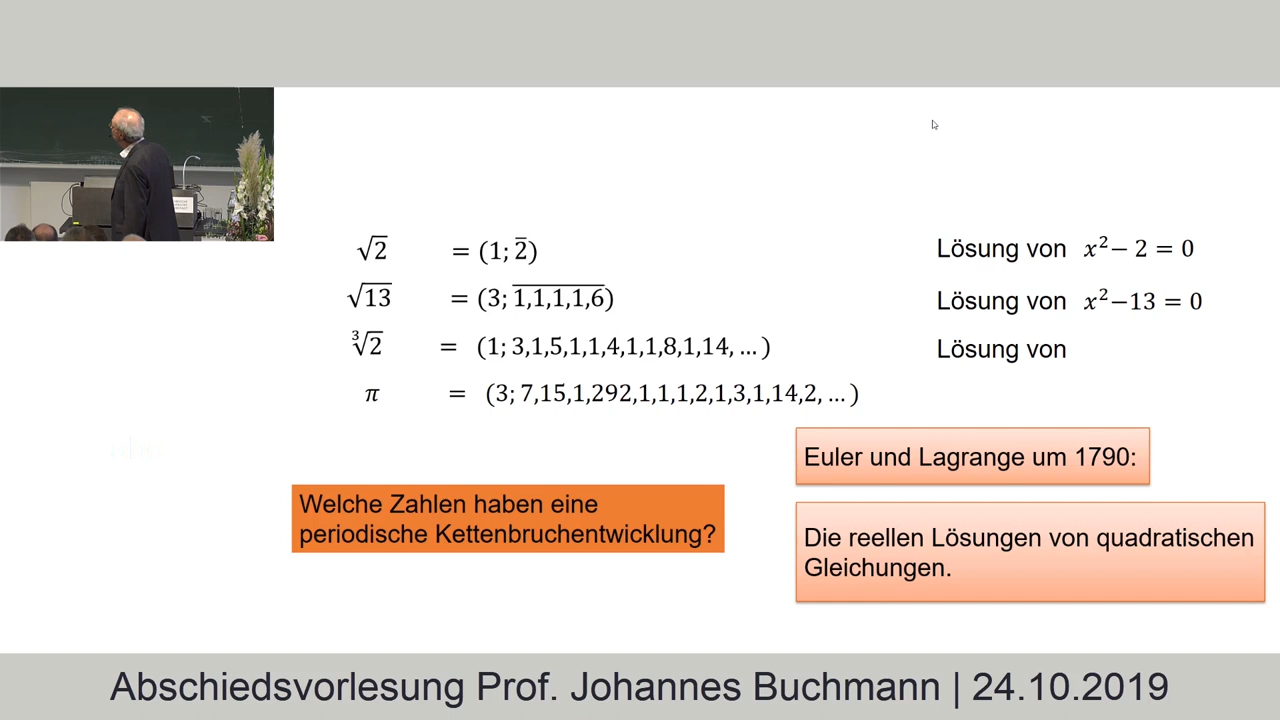 √2 = (1; 2̅)
Lösung von x² − 2 = 0
√13 = (3; 1̅,̅1̅,̅1̅,̅1̅,̅6̅)
Lösung von x² −13 = 0
∛2 = (1; 3,1,5,1,1,4,1,1,8,1,14, … )
Lösung von
π = (3; 7,15,1,292,1,1,1,2,1,3,1,14,2, … )
Euler und Lagrange um 1790:
Welche Zahlen haben eine
periodische Kettenbruchentwicklung?
Die reellen Lösungen von quadratischen
Gleichungen.
Abschiedsvorlesung Prof. Johannes Buchmann | 24.10.2019